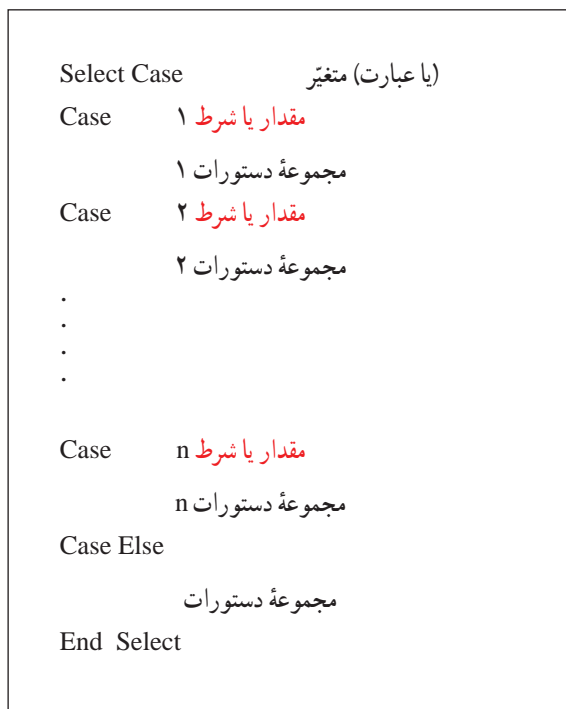 Select Case متغیّر (یا عبارت)
Case مقدار یا شرط ۱
مجموعهٔ دستورات ۱
Case مقدار یا شرط ۲
مجموعهٔ دستورات ۲
.
.
.
.
Case مقدار یا شرط n
مجموعهٔ دستورات n
Case Else
مجموعهٔ دستورات
End Select